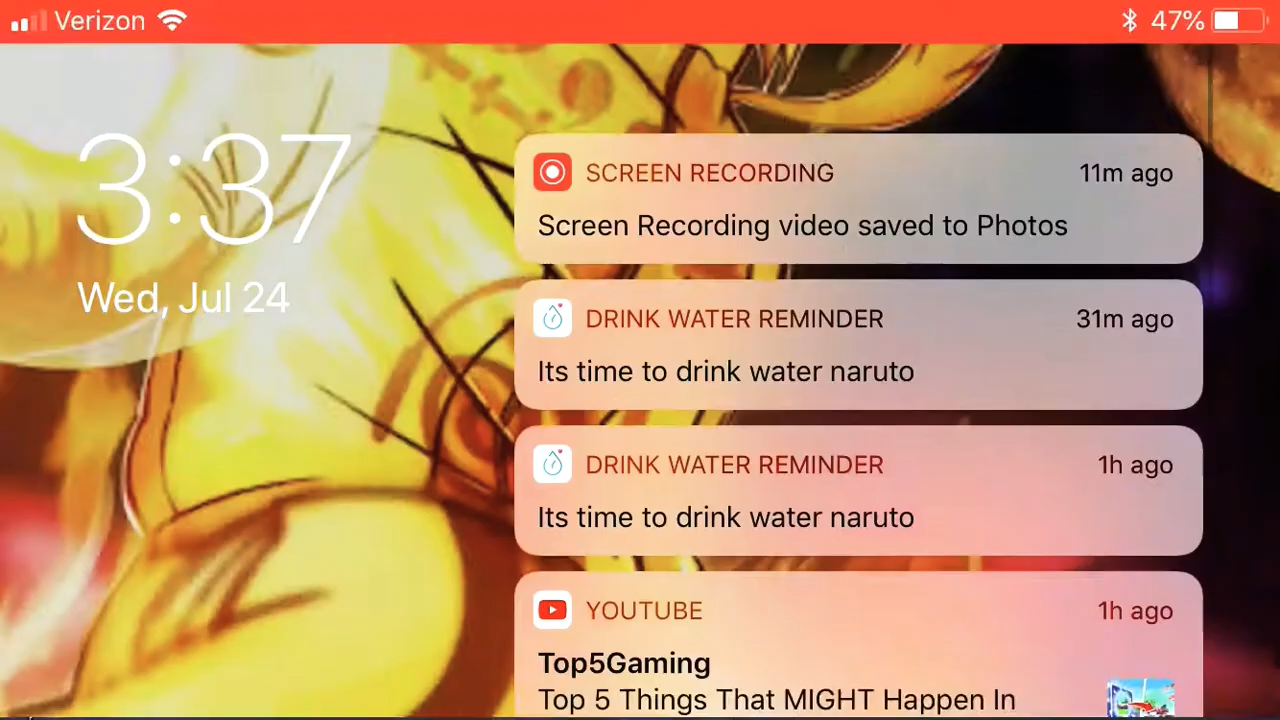 Verizon
47%
3:37
Wed, Jul 24
SCREEN RECORDING 11m ago
Screen Recording video saved to Photos
DRINK WATER REMINDER 31m ago
Its time to drink water naruto
DRINK WATER REMINDER 1h ago
Its time to drink water naruto
YOUTUBE 1h ago
Top5Gaming
Top 5 Things That MIGHT Happen In